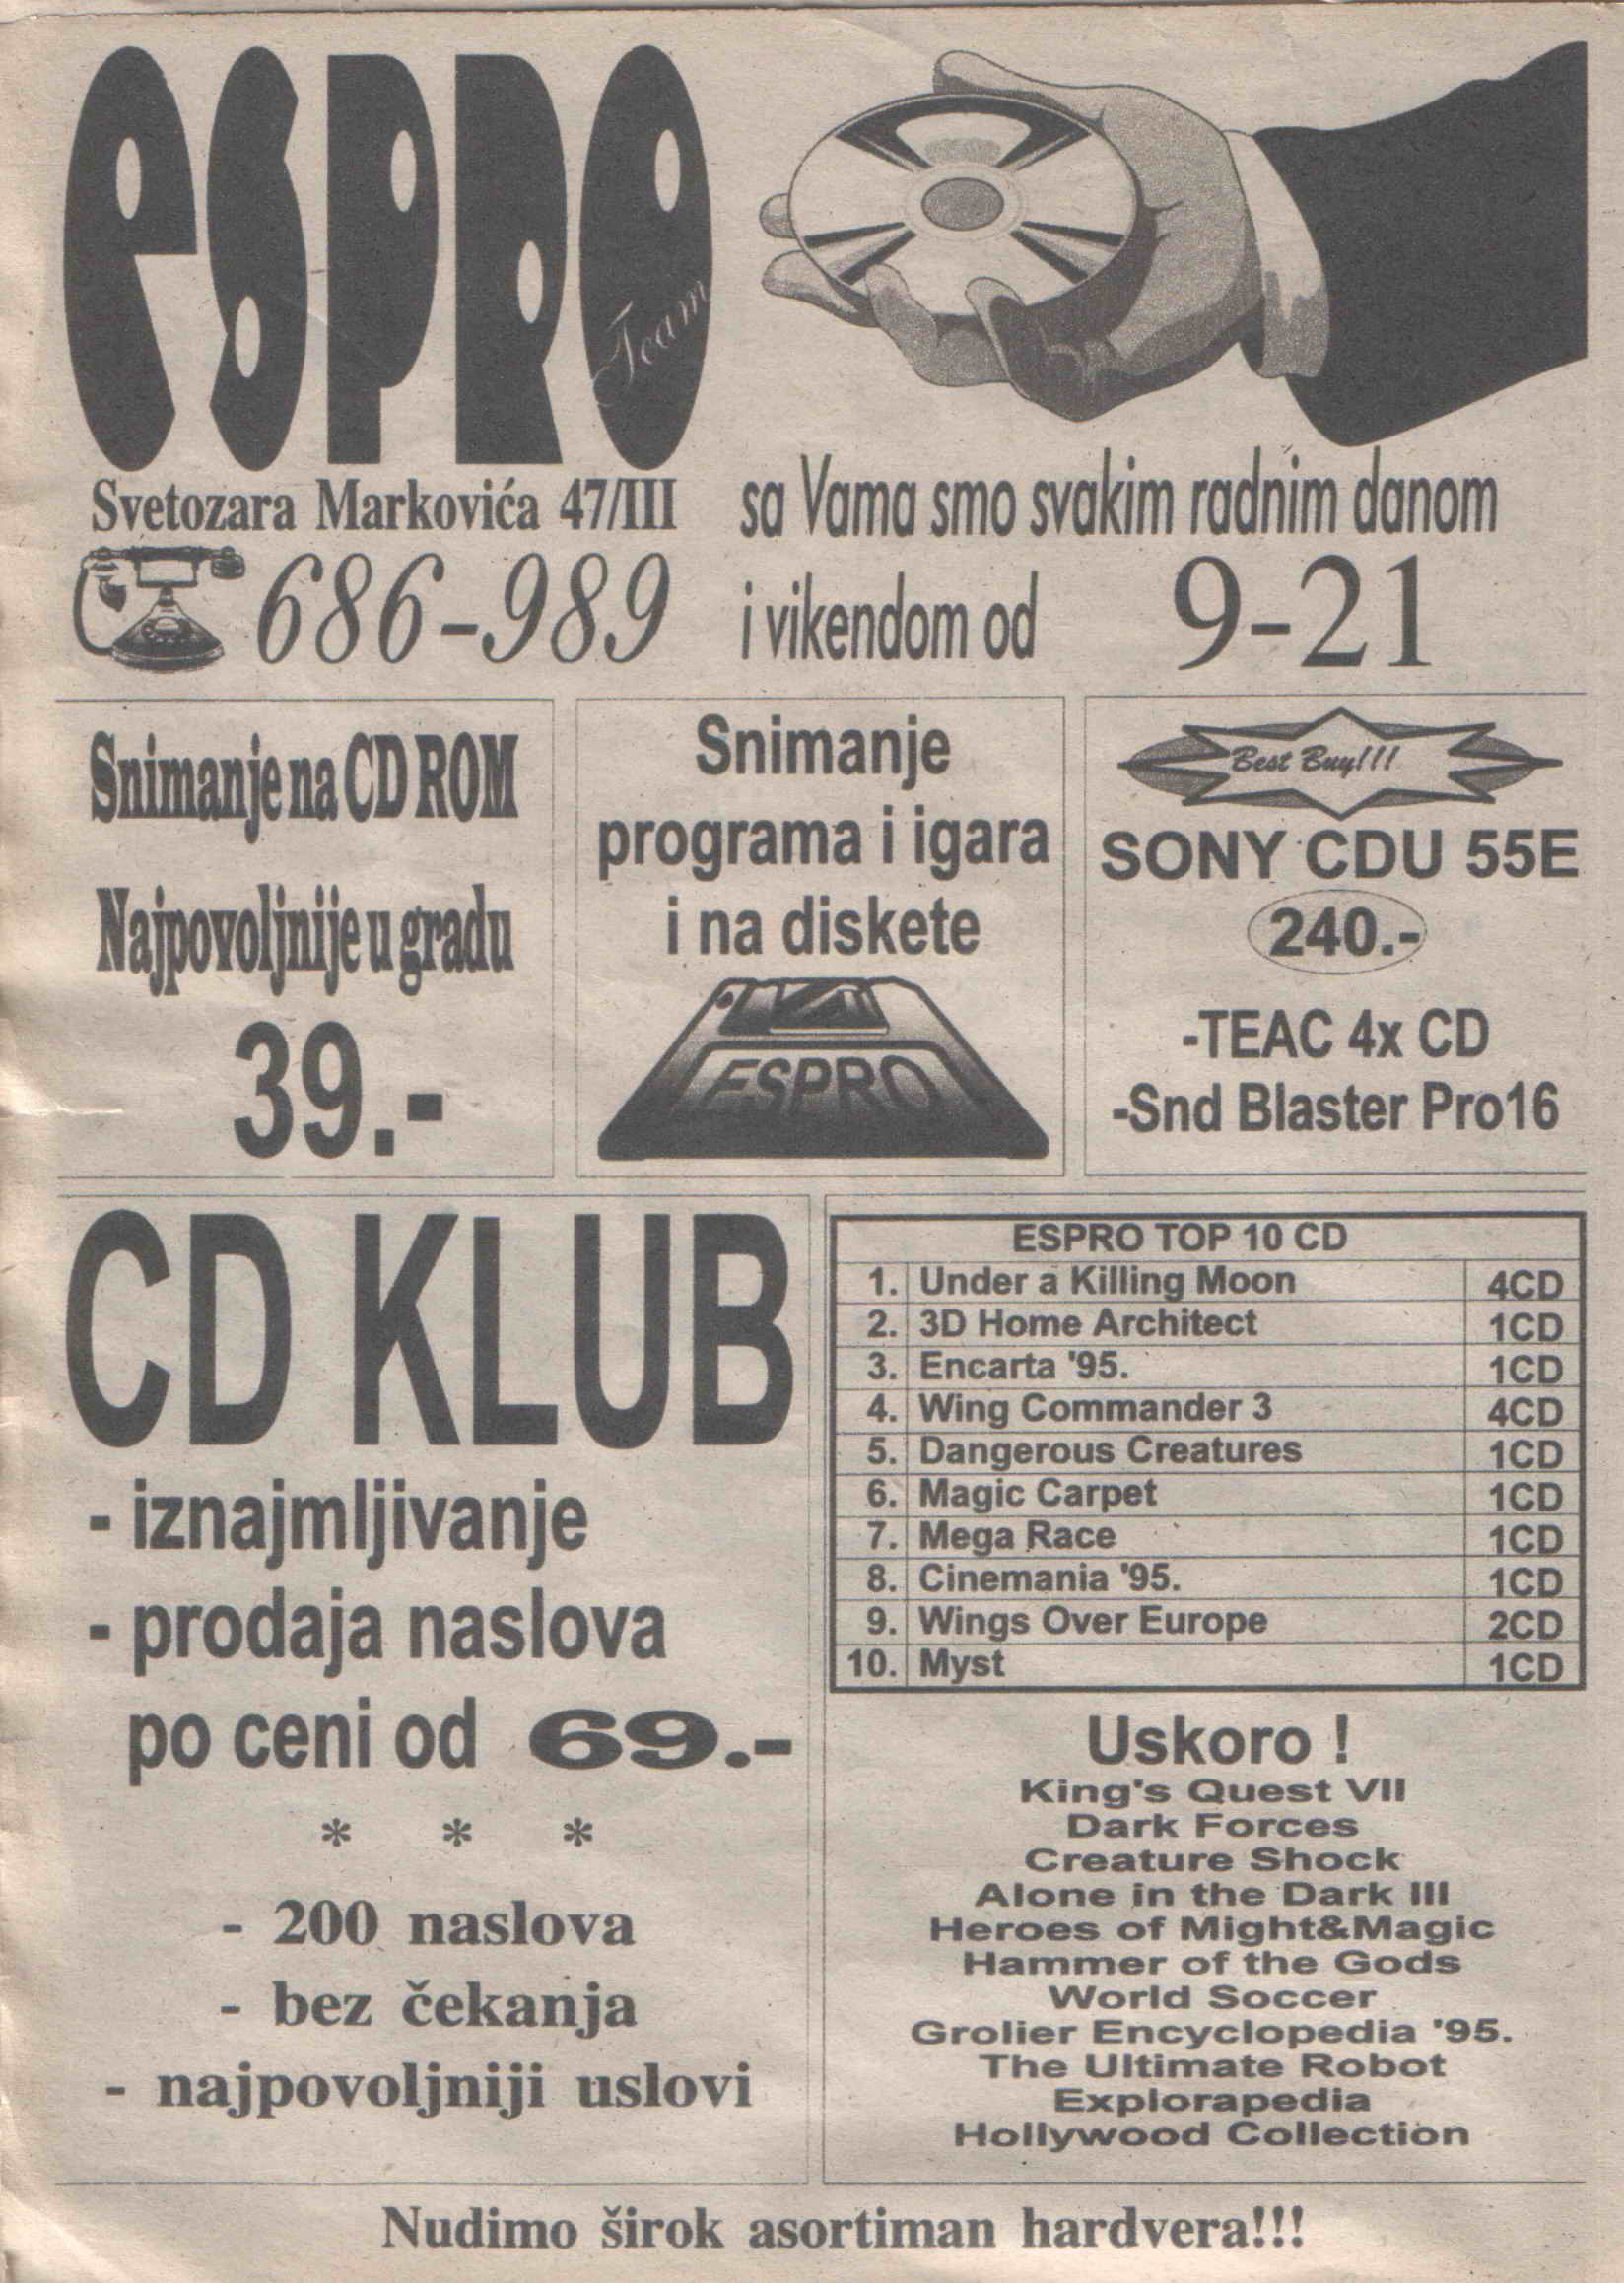 eSPRO
Team
Svetozara Markovića 47/III
686-989
sa Vama smo svakim radnim danom
i vikendom od 9-21
Snimanje na CD ROM
Najpovoljnije u gradu
39.-
Snimanje
programa i igara
i na diskete
ESPRO
Best Buy!!!
SONY CDU 55E
240.-
-TEAC 4x CD
-Snd Blaster Pro16
CD KLUB
- iznajmljivanje
- prodaja naslova
po ceni od 69.-
* * *
- 200 naslova
- bez čekanja
- najpovoljniji uslovi
ESPRO TOP 10 CD
1. Under a Killing Moon 4CD
2. 3D Home Architect 1CD
3. Encarta '95. 1CD
4. Wing Commander 3 4CD
5. Dangerous Creatures 1CD
6. Magic Carpet 1CD
7. Mega Race 1CD
8. Cinemania '95. 1CD
9. Wings Over Europe 2CD
10. Myst 1CD
Uskoro !
King's Quest VII
Dark Forces
Creature Shock
Alone in the Dark III
Heroes of Might&Magic
Hammer of the Gods
World Soccer
Grolier Encyclopedia '95.
The Ultimate Robot
Explorapedia
Hollywood Collection
Nudimo širok asortiman hardvera!!!